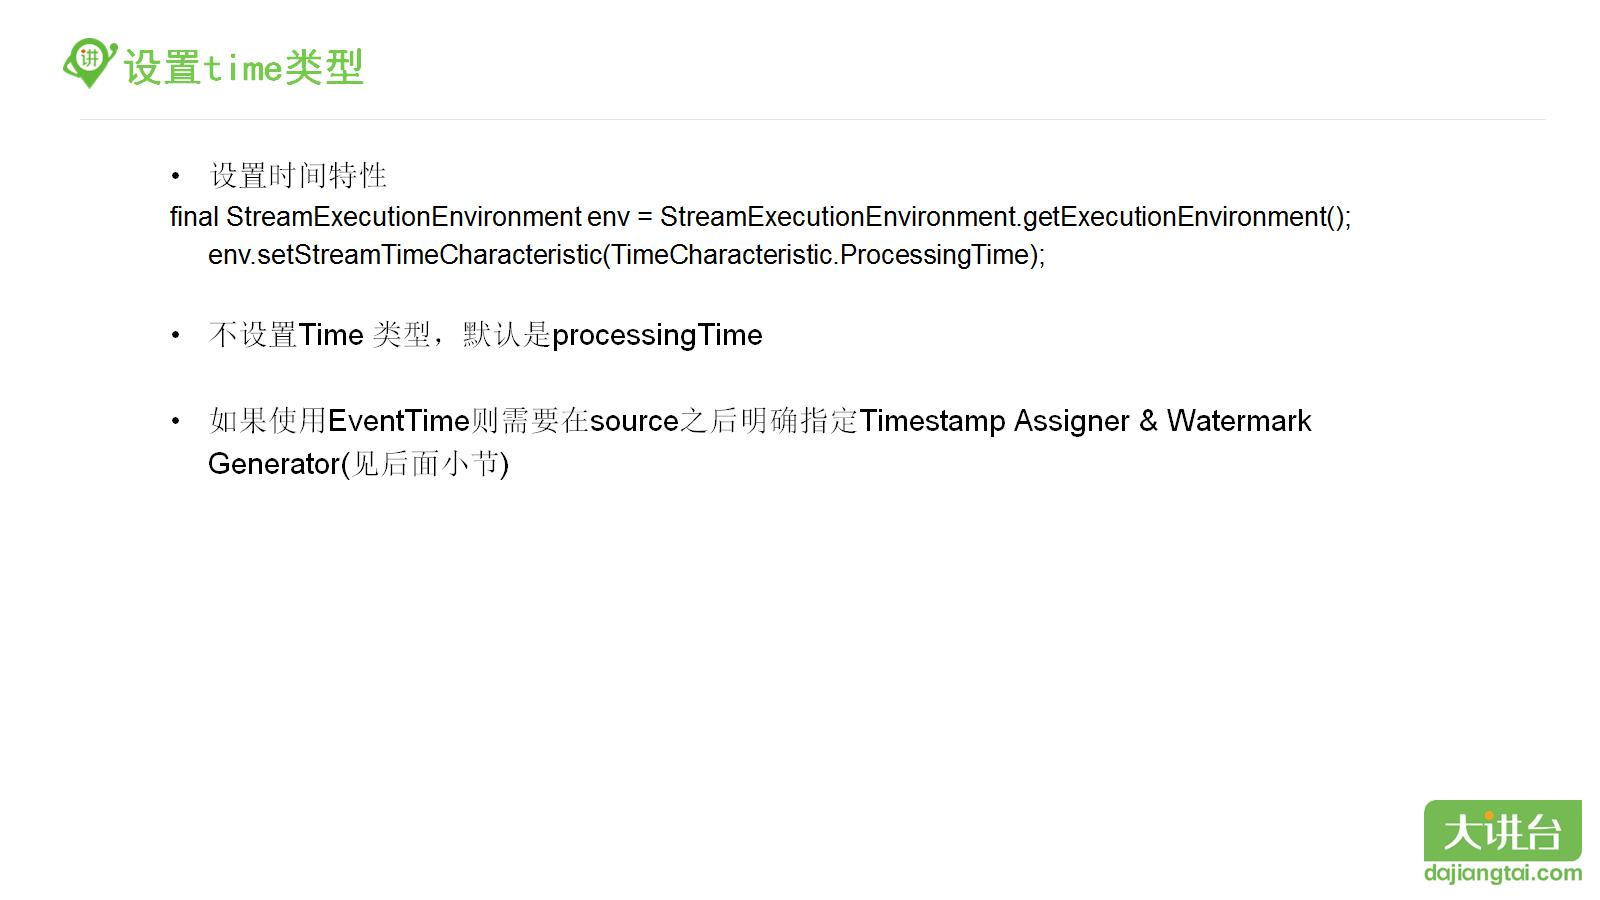 讲
设置time类型
• 设置时间特性
final StreamExecutionEnvironment env = StreamExecutionEnvironment.getExecutionEnvironment();
env.setStreamTimeCharacteristic(TimeCharacteristic.ProcessingTime);
• 不设置Time 类型，默认是processingTime
• 如果使用EventTime则需要在source之后明确指定Timestamp Assigner & Watermark
Generator(见后面小节)
大讲台
dajiangtai.com